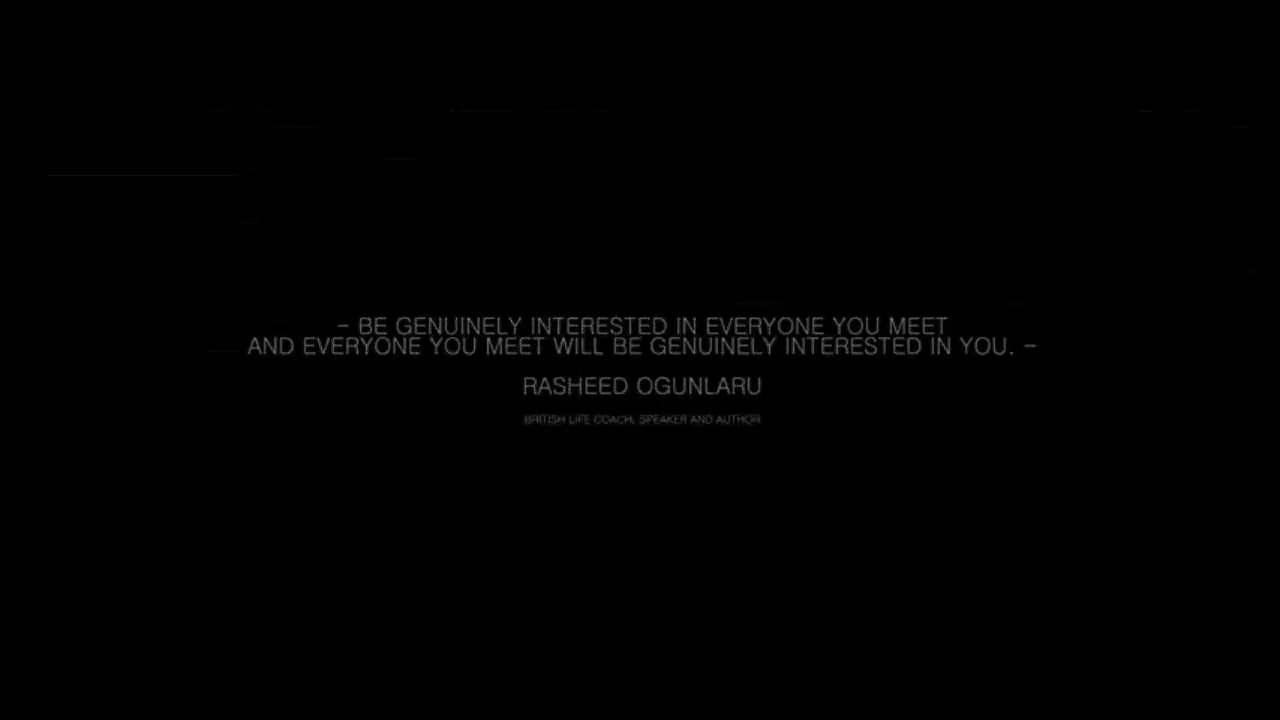 – BE GENUINELY INTERESTED IN EVERYONE YOU MEET
AND EVERYONE YOU MEET WILL BE GENUINELY INTERESTED IN YOU. –
RASHEED OGUNLARU
BRITISH LIFE COACH, SPEAKER AND AUTHOR